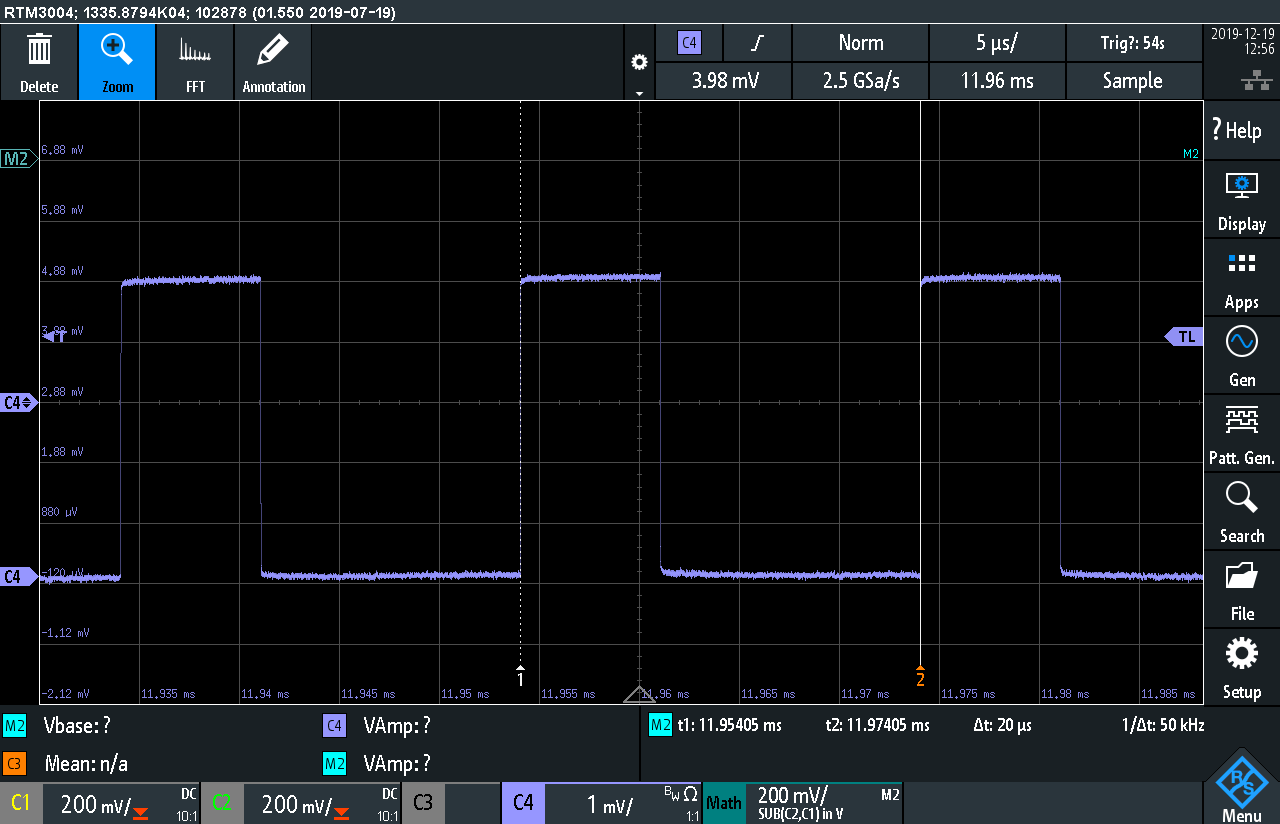 RTM3004; 1335.8794K04; 102878 (01.550 2019-07-19)
Delete
Zoom
FFT
Annotation
C4
Norm
5 µs/
Trig?: 54s
3.98 mV
2.5 GSa/s
11.96 ms
Sample
2019-12-19
12:56
?Help
Display
Apps
Gen
Patt. Gen.
Search
File
Setup
Menu
M2
6.88 mV
M2
5.88 mV
4.88 mV
T
TL
C4
2.88 mV
1.88 mV
880 µV
C4
-120 µV
-1.12 mV
-2.12 mV
1
2
11.935 ms
11.94 ms
11.945 ms
11.95 ms
11.955 ms
11.96 ms
11.965 ms
11.97 ms
11.975 ms
11.98 ms
11.985 ms
M2 Vbase: ?
C4 VAmp: ?
C3 Mean: n/a
M2 VAmp: ?
M2 t1: 11.95405 ms t2: 11.97405 ms Δt: 20 µs 1/Δt: 50 kHz
C1 200 mV/ DC 10:1
C2 200 mV/ DC 10:1
C3
C4 1 mV/ BW Ω 1:1
Math 200 mV/ M2
SUB(C2,C1) in V
R&S